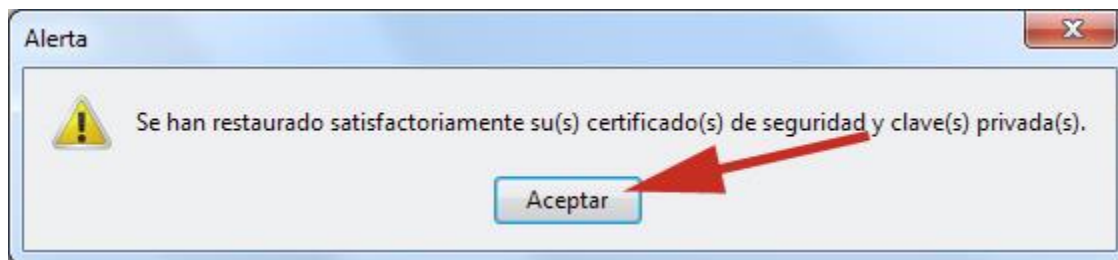 Alerta
Se han restaurado satisfactoriamente su(s) certificado(s) de seguridad y clave(s) privada(s).
Aceptar